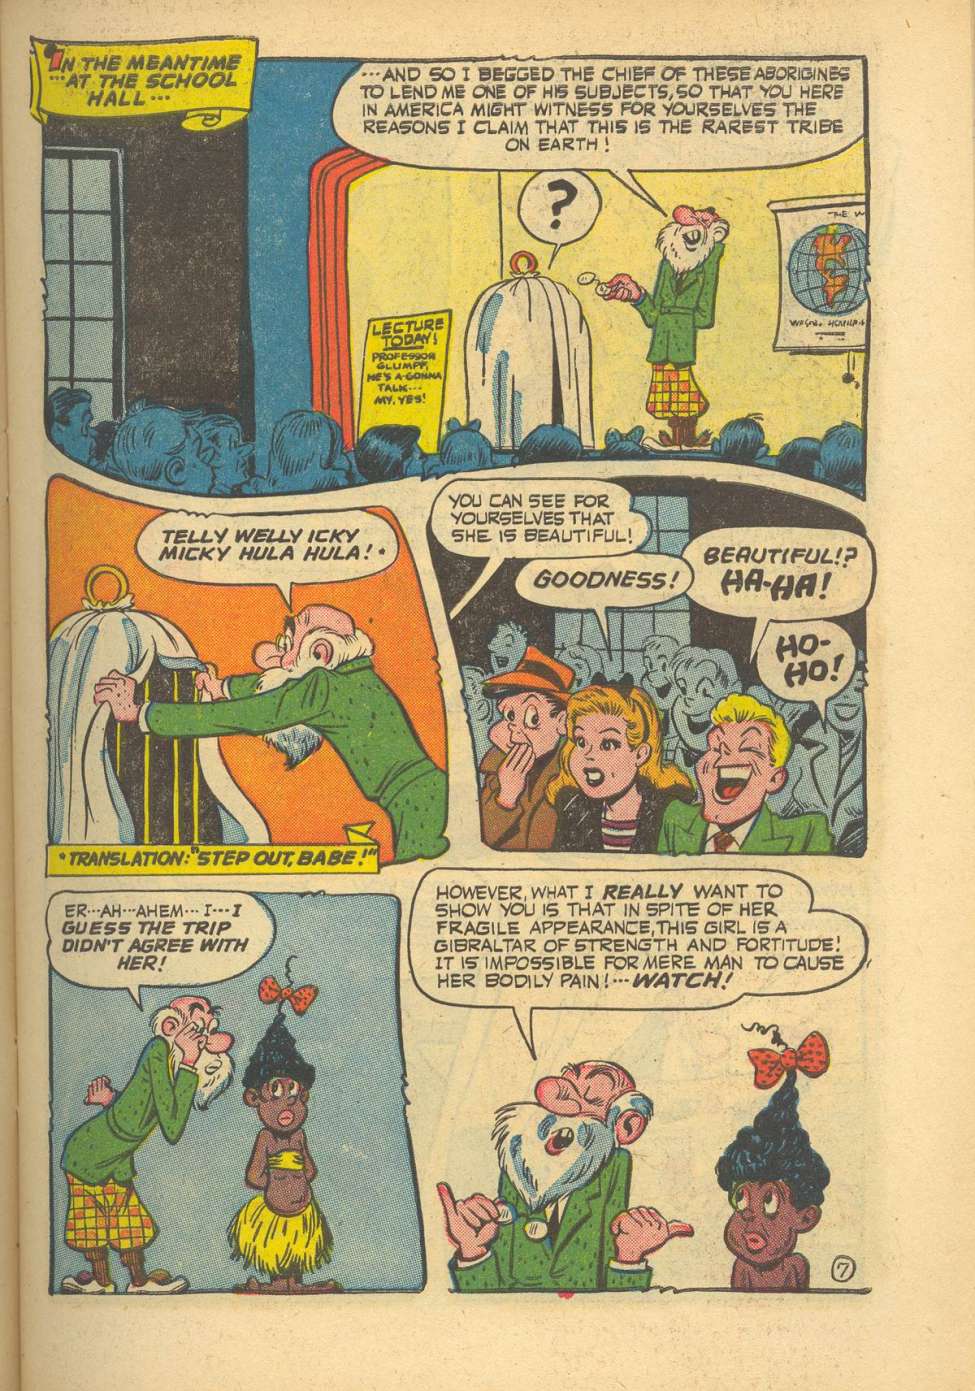 IN THE MEANTIME
...AT THE SCHOOL
HALL...
...AND SO I BEGGED THE CHIEF OF THESE ABORIGINES
TO LEND ME ONE OF HIS SUBJECTS, SO THAT YOU HERE
IN AMERICA MIGHT WITNESS FOR YOURSELVES THE
REASONS I CLAIM THAT THIS IS THE RAREST TRIBE
ON EARTH!
?
LECTURE
TODAY!
PROFESSOR
GLUMPF,
HE'S A-GONNA
TALK...
MY, YES!
THE W
TELLY WELLY ICKY
MICKY HULA HULA! *
* TRANSLATION: "STEP OUT, BABE!"
YOU CAN SEE FOR
YOURSELVES THAT
SHE IS BEAUTIFUL!
GOODNESS!
BEAUTIFUL!?
HA-HA!
HO-
HO!
ER...AH...AHEM... I...I
GUESS THE TRIP
DIDN'T AGREE WITH
HER!
HOWEVER, WHAT I REALLY WANT TO
SHOW YOU IS THAT IN SPITE OF HER
FRAGILE APPEARANCE, THIS GIRL IS A
GIBRALTAR OF STRENGTH AND FORTITUDE!
IT IS IMPOSSIBLE FOR MERE MAN TO CAUSE
HER BODILY PAIN!...WATCH!
7